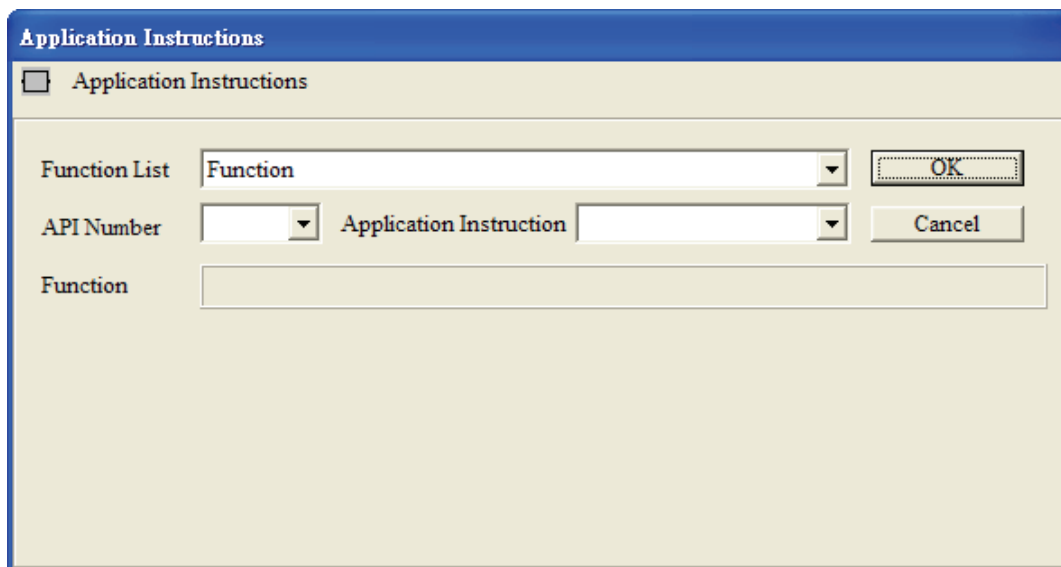 Application Instructions
Application Instructions
Function List Function OK
API Number Application Instruction Cancel
Function